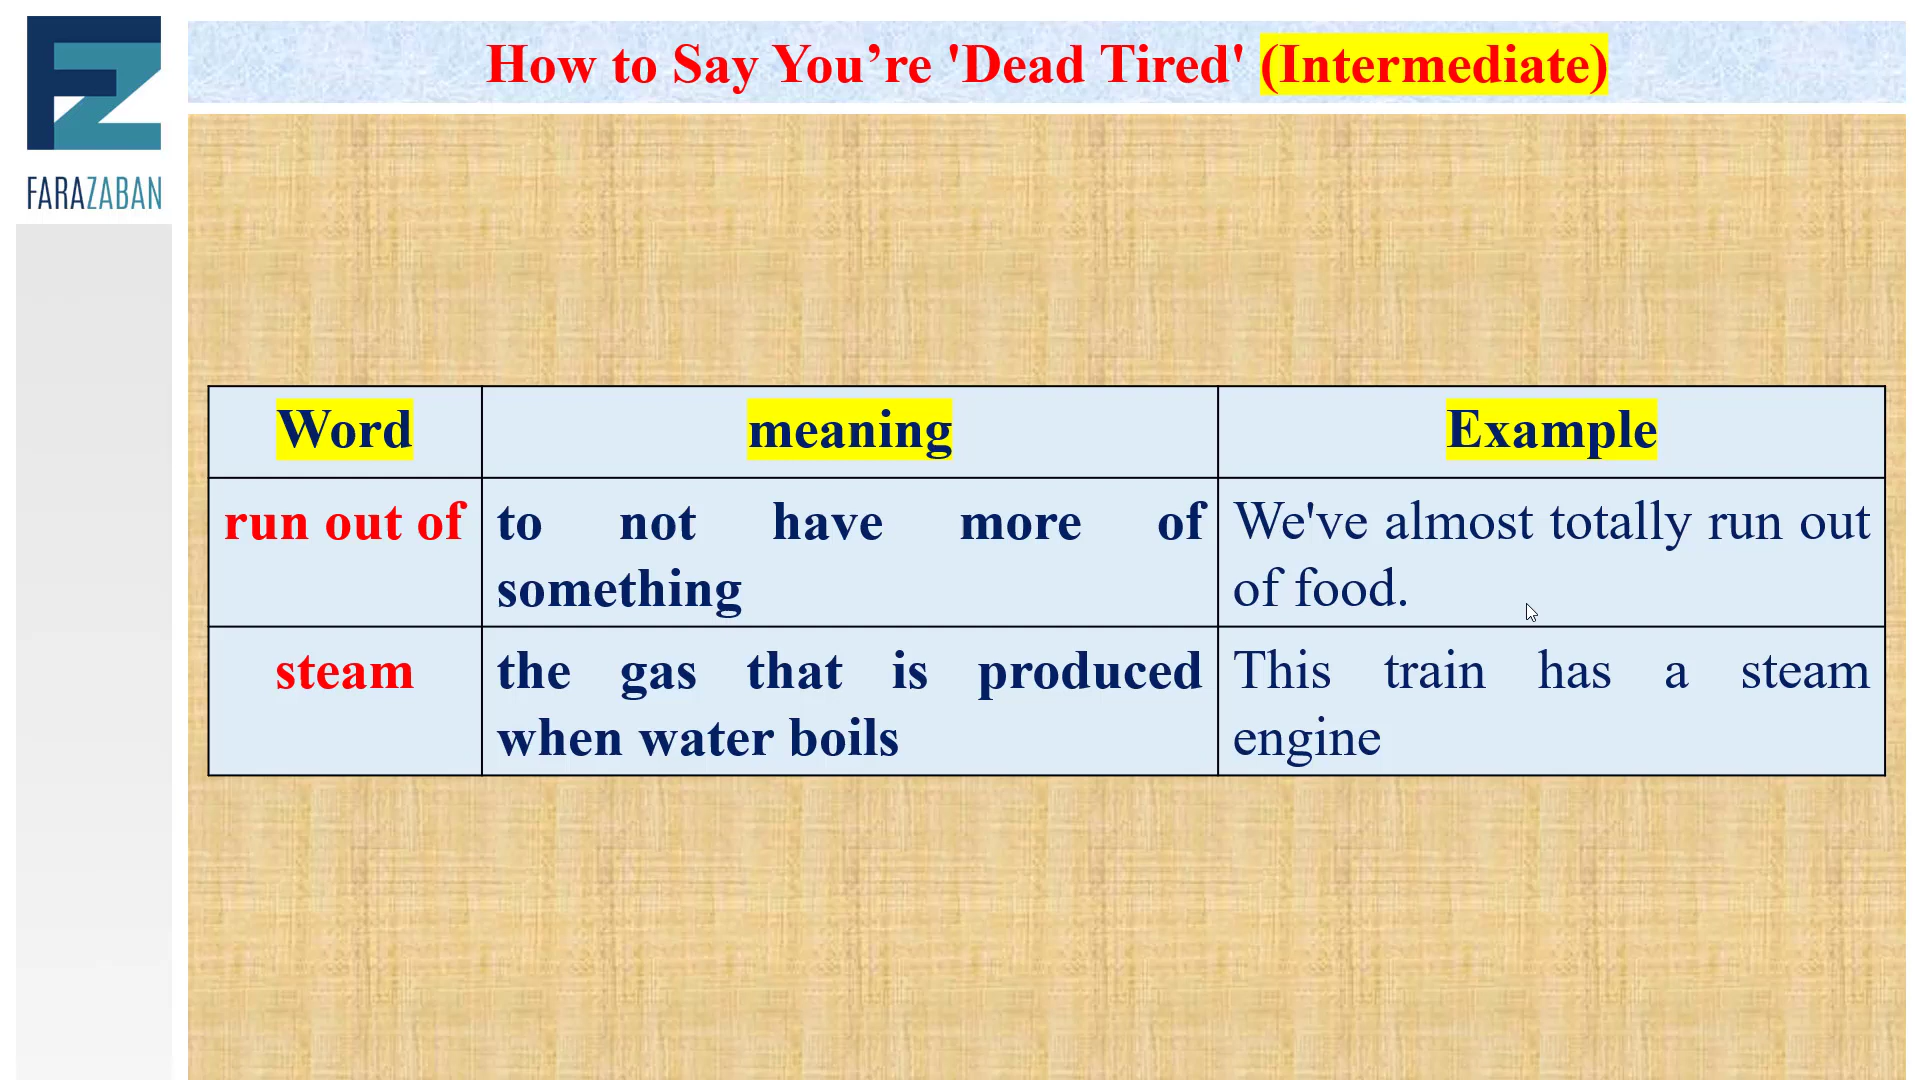 How to Say You’re 'Dead Tired' (Intermediate)
FARAZABAN
Word meaning Example
run out of to not have more of We've almost totally run out
something of food.
steam the gas that is produced This train has a steam
when water boils engine